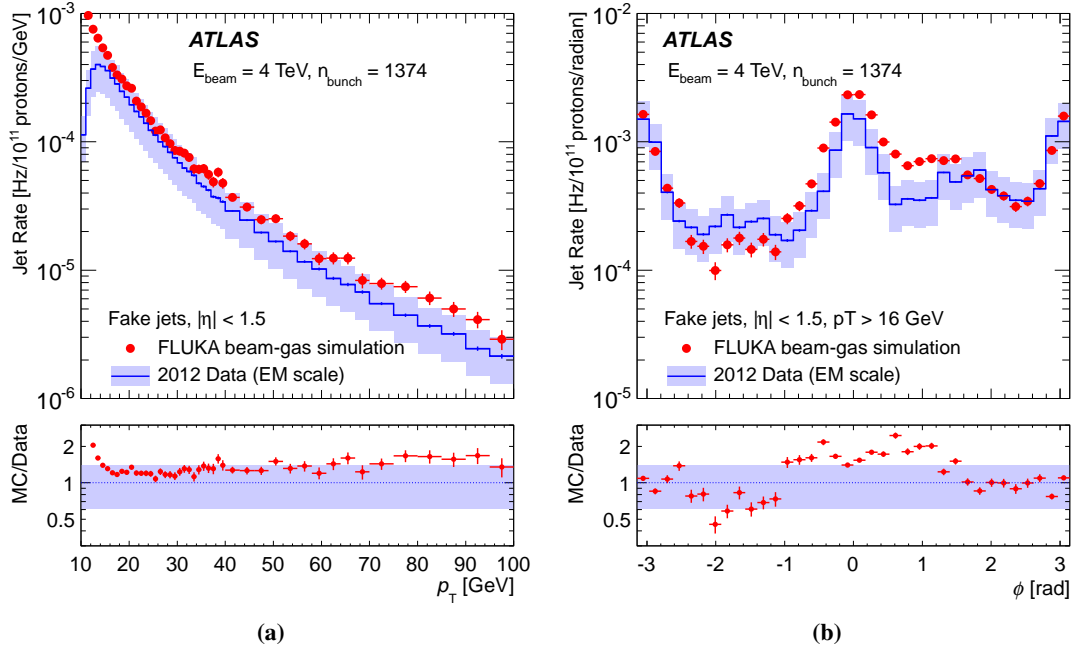 ATLAS
E_beam = 4 TeV, n_bunch = 1374
Jet Rate [Hz/10^11 protons/GeV]
10^-3
10^-4
10^-5
10^-6
Fake jets, |η| < 1.5
FLUKA beam-gas simulation
2012 Data (EM scale)
MC/Data
2
1
0.5
10 20 30 40 50 60 70 80 90 100
p_T [GeV]
(a)
ATLAS
E_beam = 4 TeV, n_bunch = 1374
Jet Rate [Hz/10^11 protons/radian]
10^-2
10^-3
10^-4
10^-5
Fake jets, |η| < 1.5, pT > 16 GeV
FLUKA beam-gas simulation
2012 Data (EM scale)
MC/Data
2
1
0.5
-3 -2 -1 0 1 2 3
ϕ [rad]
(b)